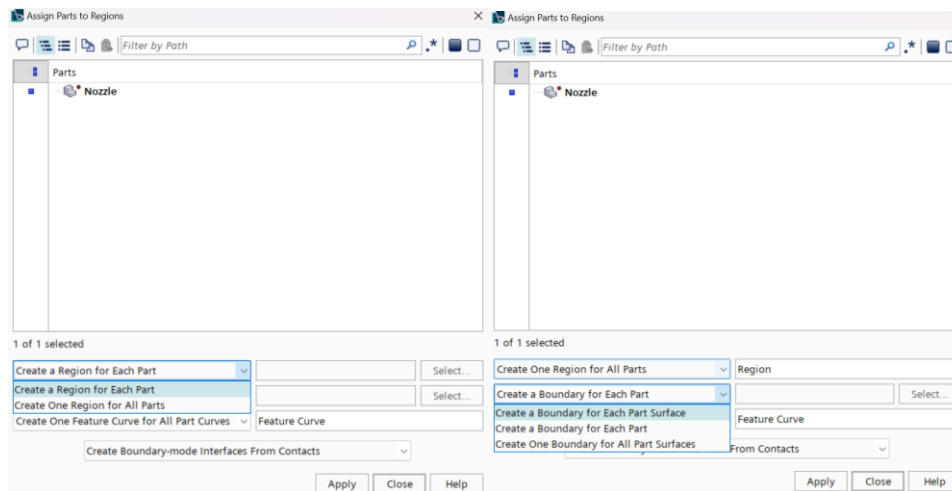 Assign Parts to Regions
Filter by Path
Parts
Nozzle
1 of 1 selected
Create a Region for Each Part
Select...
Create a Region for Each Part
Select...
Create One Region for All Parts
Create One Feature Curve for All Part Curves Feature Curve
Create Boundary-mode Interfaces From Contacts
Apply Close Help
Assign Parts to Regions
Filter by Path
Parts
Nozzle
1 of 1 selected
Create One Region for All Parts Region
Create a Boundary for Each Part Select...
Create a Boundary for Each Part Surface
Create a Boundary for Each Part Feature Curve
Create One Boundary for All Part Surfaces
From Contacts
Apply Close Help